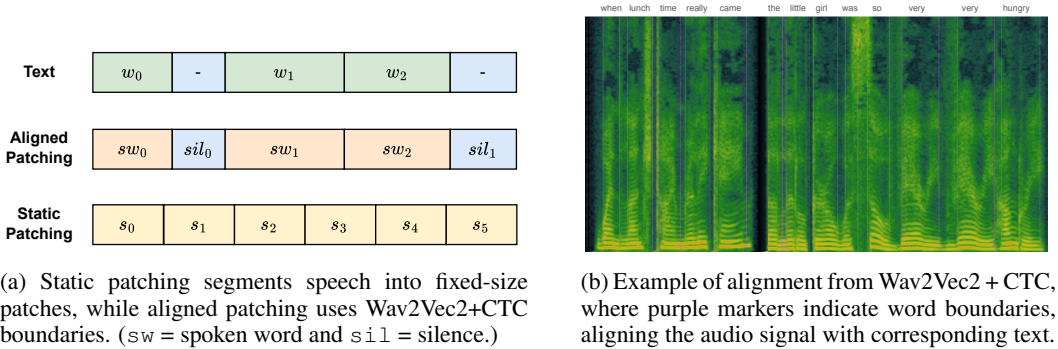 when lunch time really came the little girl was so very very hungry
Text w₀ - w₁ w₂ -
Aligned Patching sw₀ sil₀ sw₁ sw₂ sil₁
Static Patching s₀ s₁ s₂ s₃ s₄ s₅
(a) Static patching segments speech into fixed-size
patches, while aligned patching uses Wav2Vec2+CTC
boundaries. (sw = spoken word and sil = silence.)
(b) Example of alignment from Wav2Vec2 + CTC,
where purple markers indicate word boundaries,
aligning the audio signal with corresponding text.